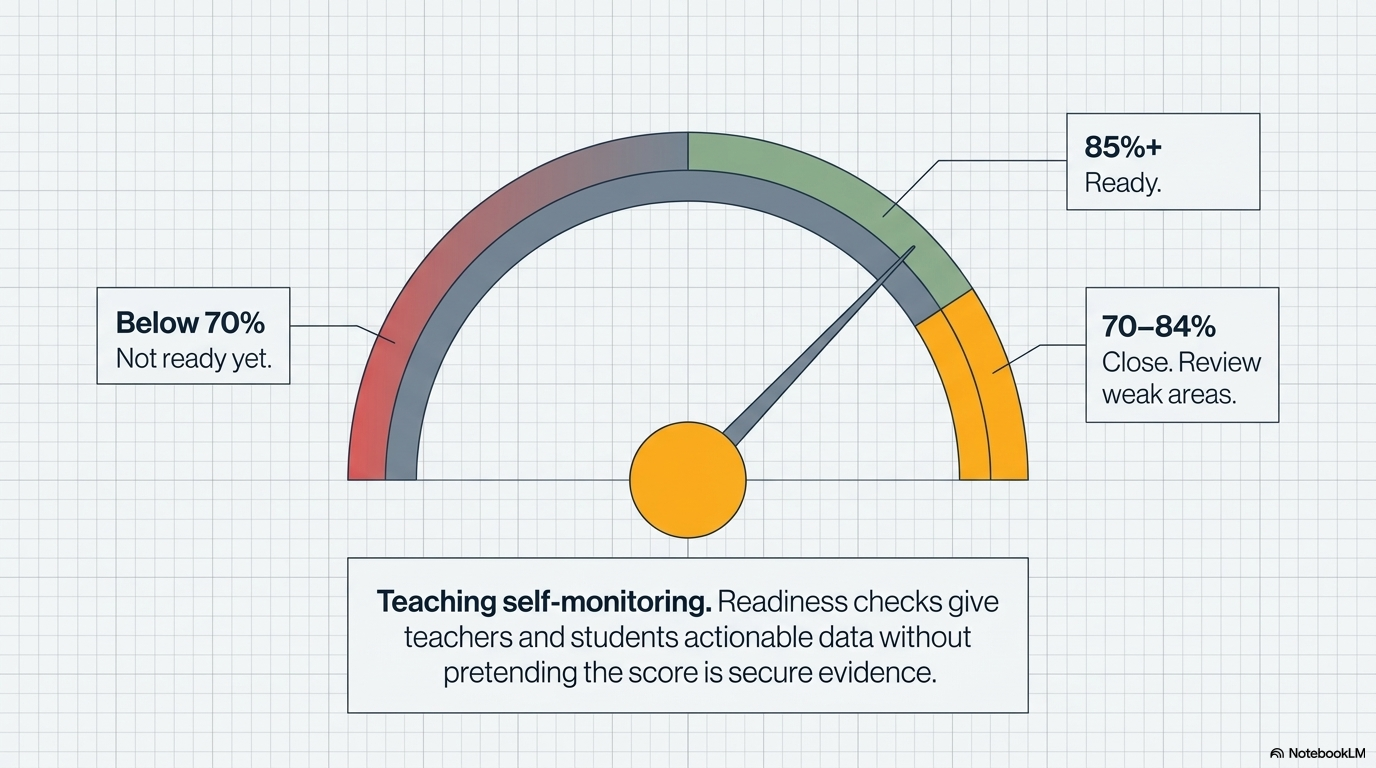 85%+
Ready.
Below 70%
Not ready yet.
70–84%
Close. Review
weak areas.
Teaching self-monitoring. Readiness checks give
teachers and students actionable data without
pretending the score is secure evidence.
NotebookLM